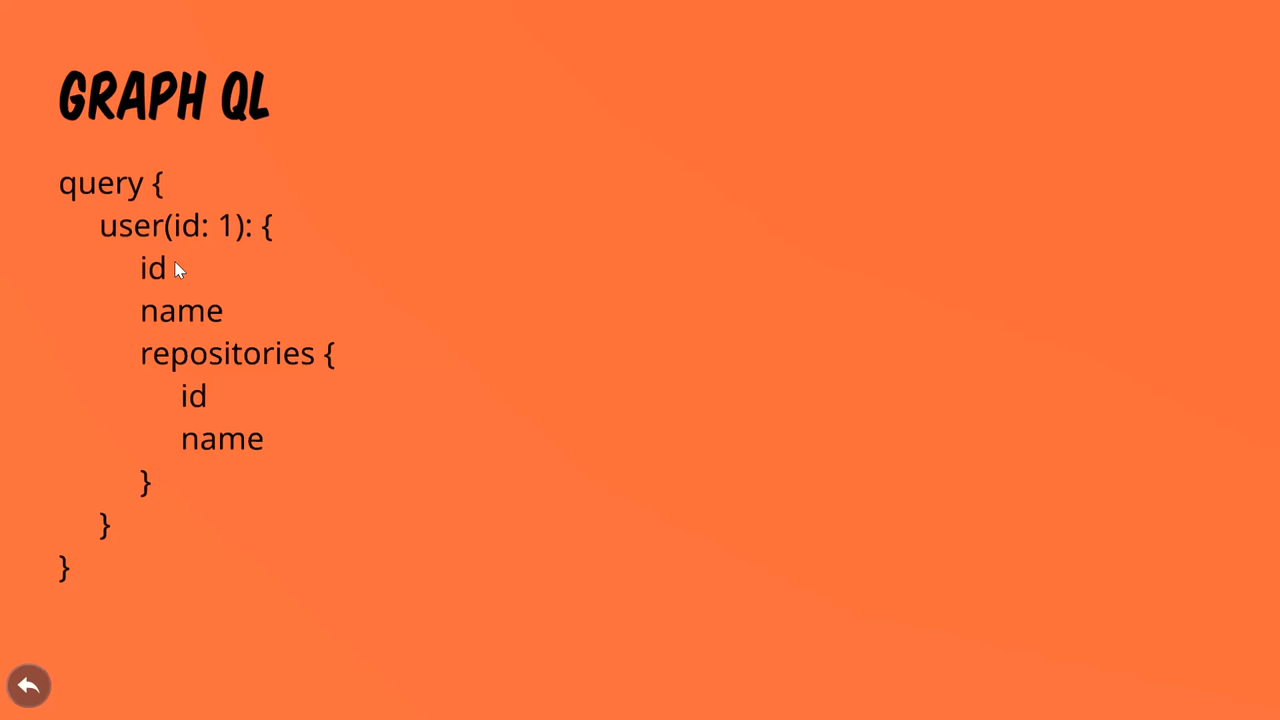 GRAPH QL
query {
user(id: 1): {
id
name
repositories {
id
name
}
}
}